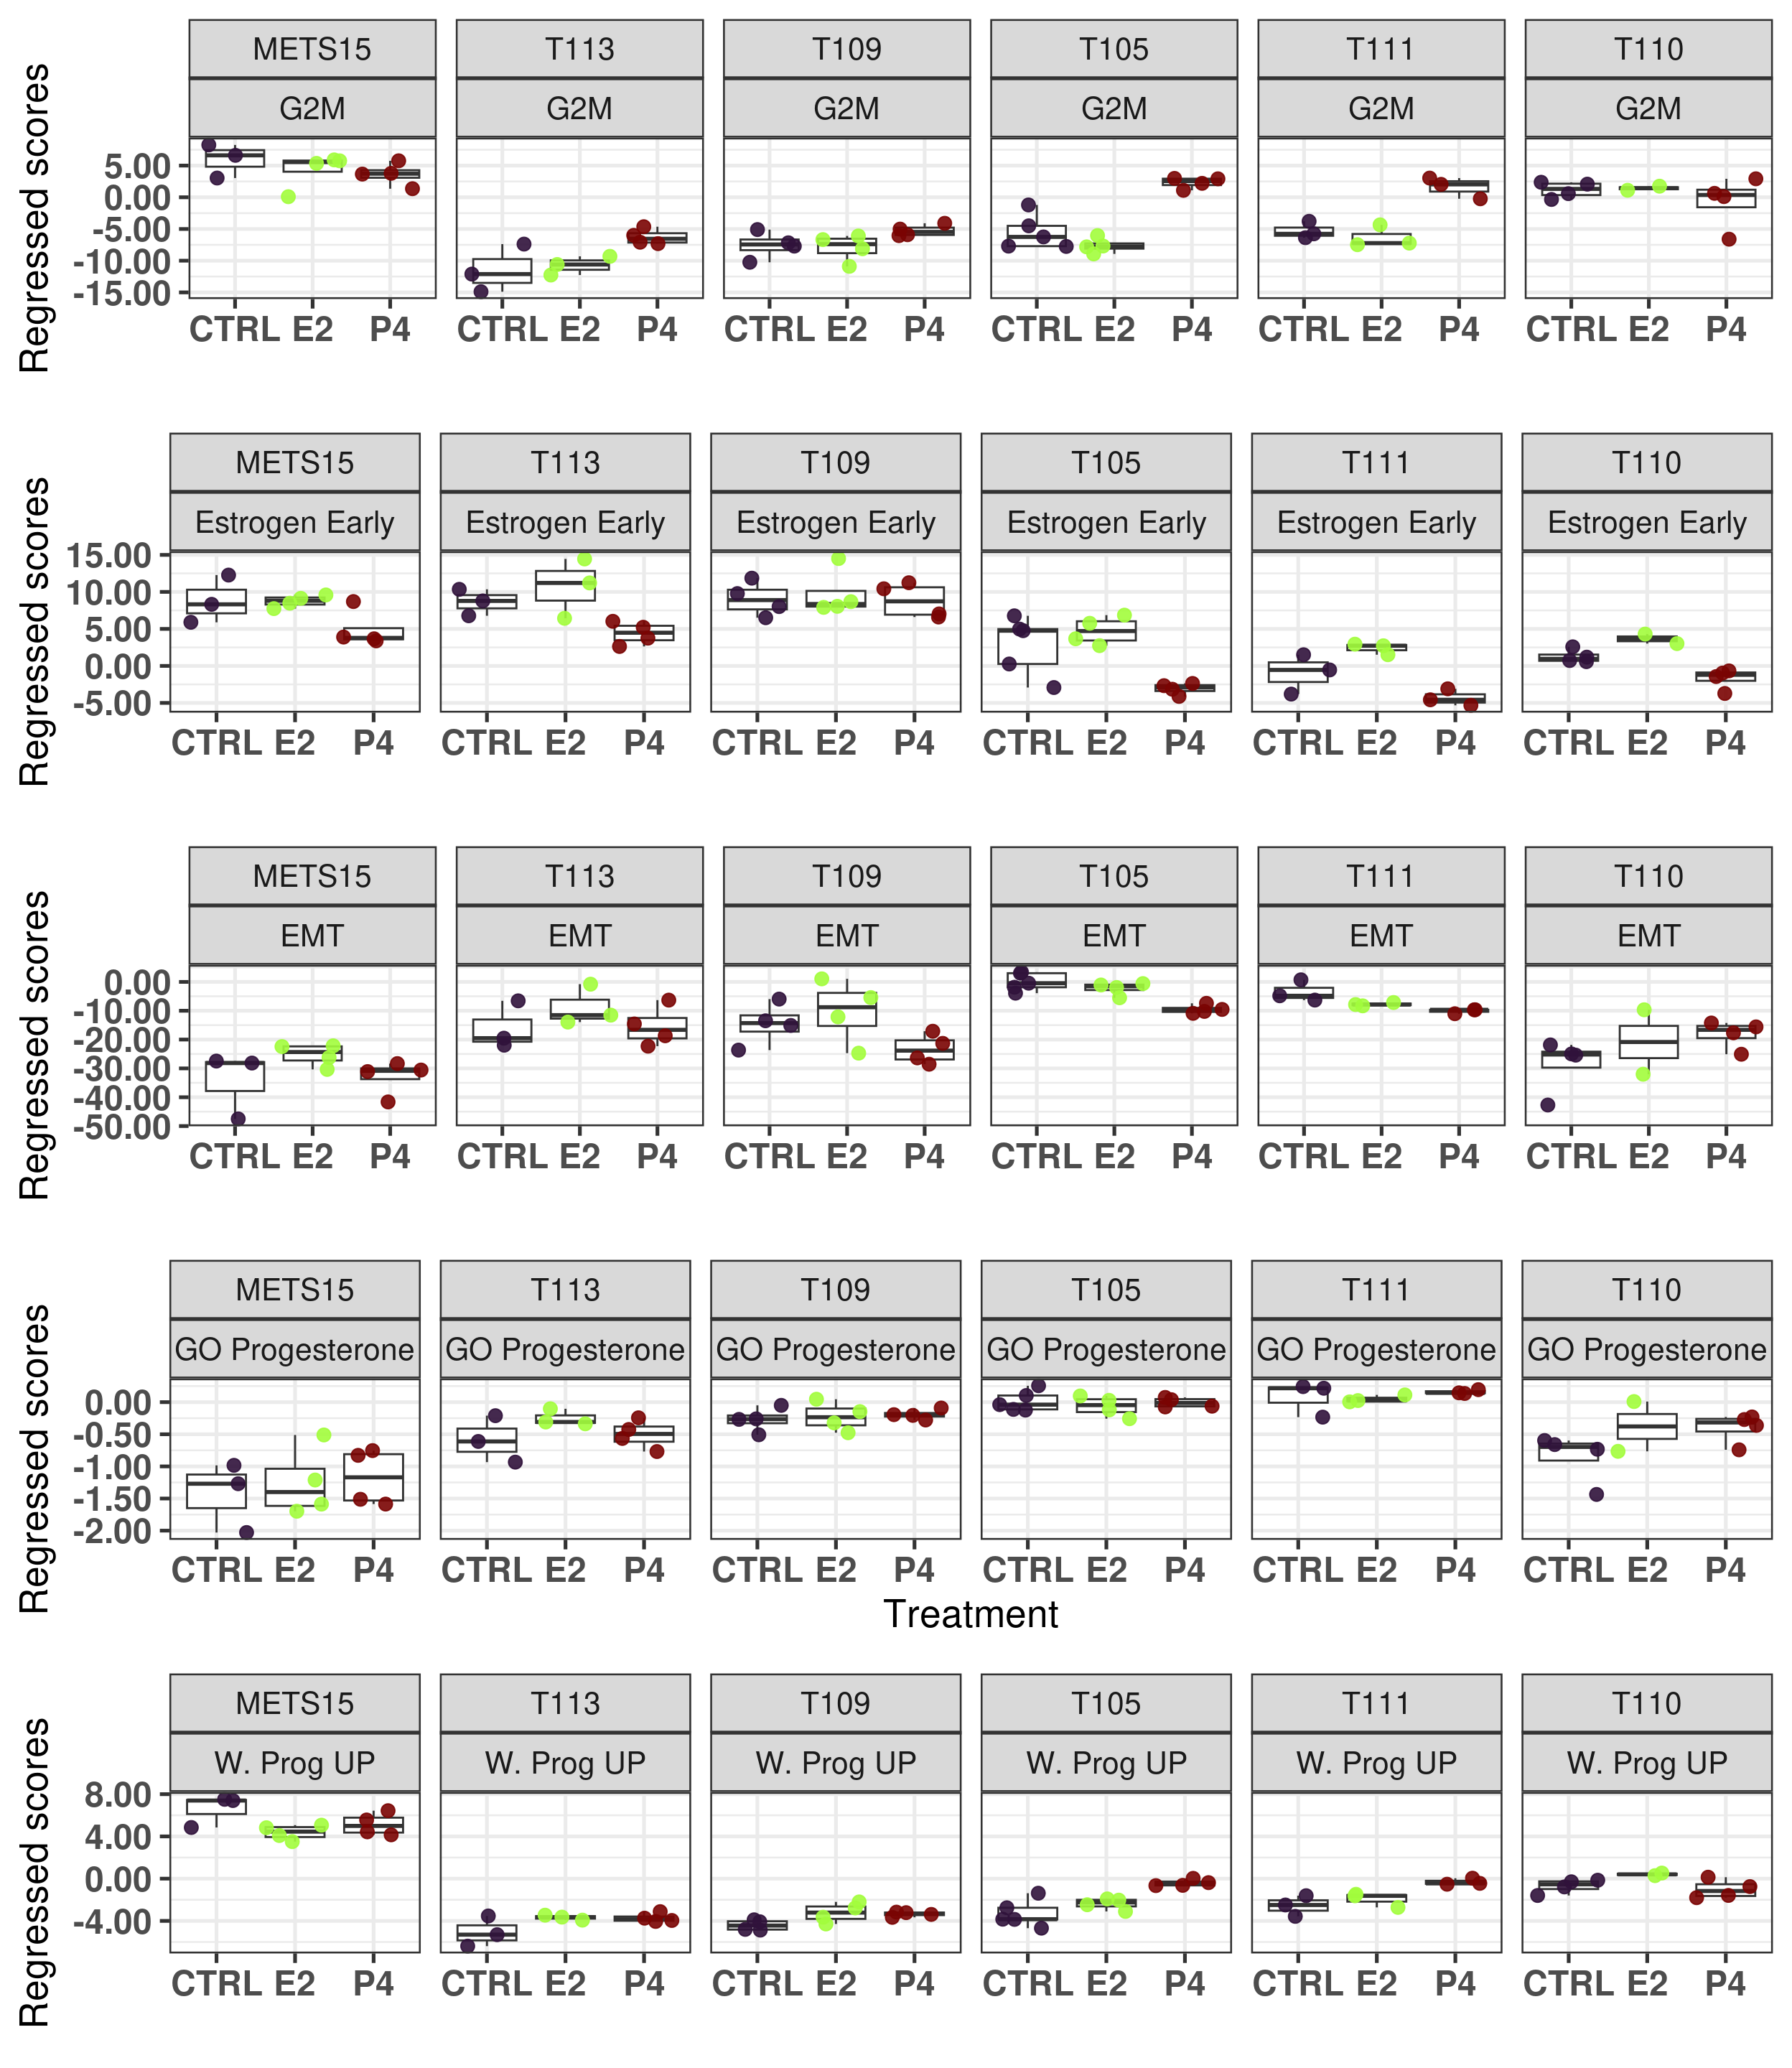 METS15 T113 T109 T105 T111 T110
G2M G2M G2M G2M G2M G2M
Regressed scores
5.00
0.00
-5.00
-10.00
-15.00
CTRL E2 P4 CTRL E2 P4 CTRL E2 P4 CTRL E2 P4 CTRL E2 P4 CTRL E2 P4
METS15 T113 T109 T105 T111 T110
Estrogen Early Estrogen Early Estrogen Early Estrogen Early Estrogen Early Estrogen Early
Regressed scores
15.00
10.00
5.00
0.00
-5.00
CTRL E2 P4 CTRL E2 P4 CTRL E2 P4 CTRL E2 P4 CTRL E2 P4 CTRL E2 P4
METS15 T113 T109 T105 T111 T110
EMT EMT EMT EMT EMT EMT
Regressed scores
0.00
-10.00
-20.00
-30.00
-40.00
-50.00
CTRL E2 P4 CTRL E2 P4 CTRL E2 P4 CTRL E2 P4 CTRL E2 P4 CTRL E2 P4
METS15 T113 T109 T105 T111 T110
GO Progesterone GO Progesterone GO Progesterone GO Progesterone GO Progesterone GO Progesterone
Regressed scores
0.00
-0.50
-1.00
-1.50
-2.00
CTRL E2 P4 CTRL E2 P4 CTRL E2 P4 CTRL E2 P4 CTRL E2 P4 CTRL E2 P4
Treatment
METS15 T113 T109 T105 T111 T110
W. Prog UP W. Prog UP W. Prog UP W. Prog UP W. Prog UP W. Prog UP
Regressed scores
8.00
4.00
0.00
-4.00
CTRL E2 P4 CTRL E2 P4 CTRL E2 P4 CTRL E2 P4 CTRL E2 P4 CTRL E2 P4